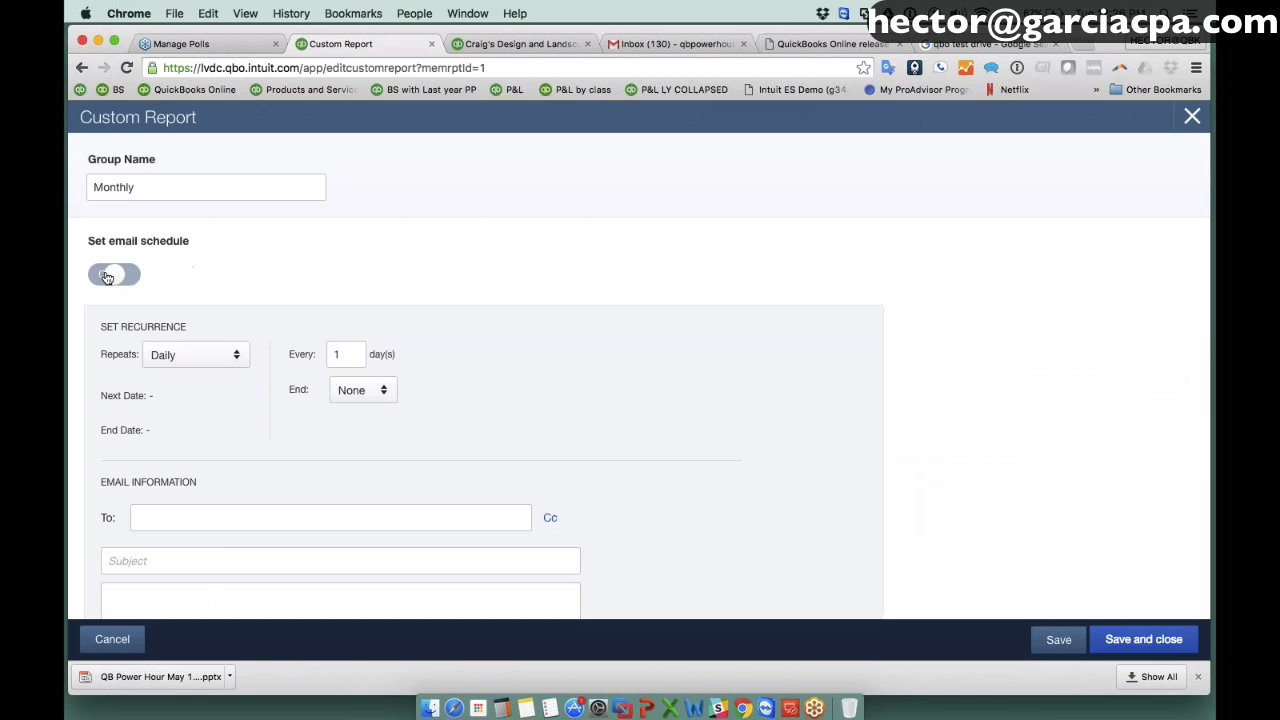 Chrome File Edit View History Bookmarks People Window Help
hector@garciacpa.com
Manage Polls × Custom Report × Craig's Design and Landsc × Inbox (130) - qbpowerhour × QuickBooks Online releas qbo test drive - Google
https://lvdc.qbo.intuit.com/app/editcustomreport?memrptId=1
BS QuickBooks Online Products and Servic BS with Last year PP P&L P&L by class P&L LY COLLAPSED Intuit ES Demo (g34 My ProAdvisor Progr Netflix » Other Bookmarks
Custom Report
Group Name
Monthly
Set email schedule
SET RECURRENCE
Repeats: Daily Every: 1 day(s)
End: None
Next Date: -
End Date: -
EMAIL INFORMATION
To: Cc
Subject
Cancel Save Save and close
QB Power Hour May 1....pptx Show All ×